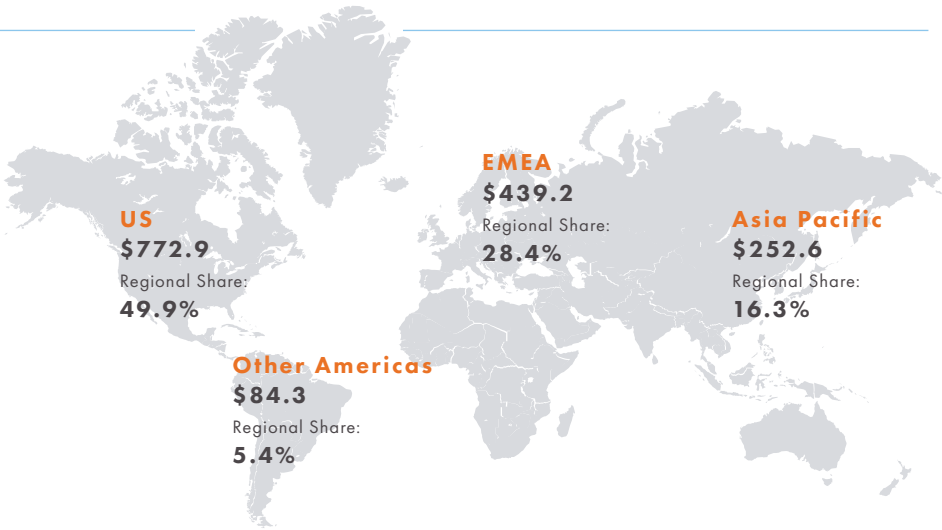 EMEA
$439.2
Regional Share:
28.4%
US
$772.9
Regional Share:
49.9%
Asia Pacific
$252.6
Regional Share:
16.3%
Other Americas
$84.3
Regional Share:
5.4%